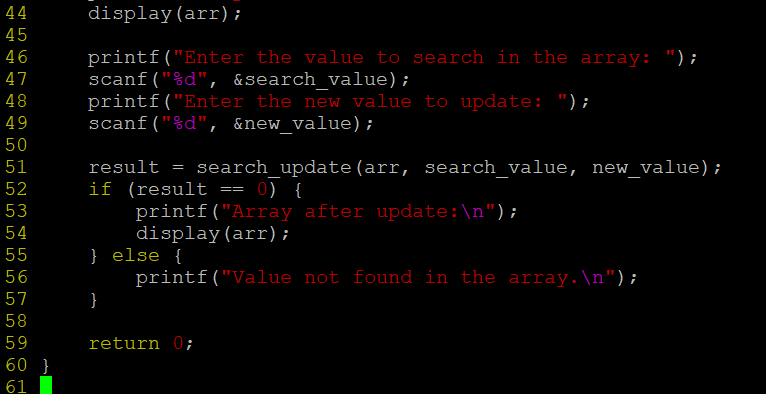 44     display(arr);
45
46     printf("Enter the value to search in the array: ");
47     scanf("%d", &search_value);
48     printf("Enter the new value to update: ");
49     scanf("%d", &new_value);
50
51     result = search_update(arr, search_value, new_value);
52     if (result == 0) {
53         printf("Array after update:\n");
54         display(arr);
55     } else {
56         printf("Value not found in the array.\n");
57     }
58
59     return 0;
60 }
61